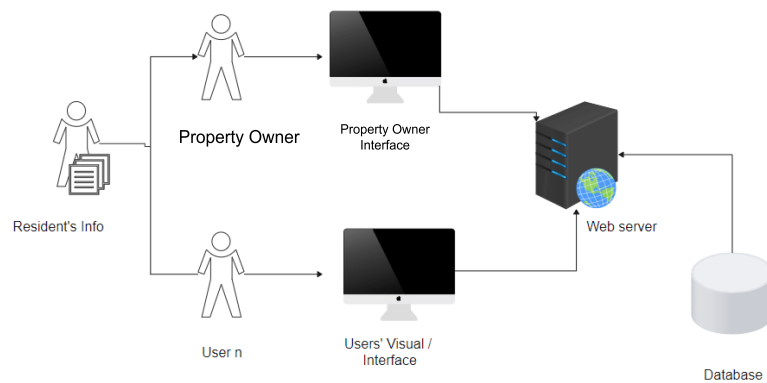 Property Owner
Property Owner
Interface
Resident's Info
Web server
User n
Users' Visual /
Interface
Database